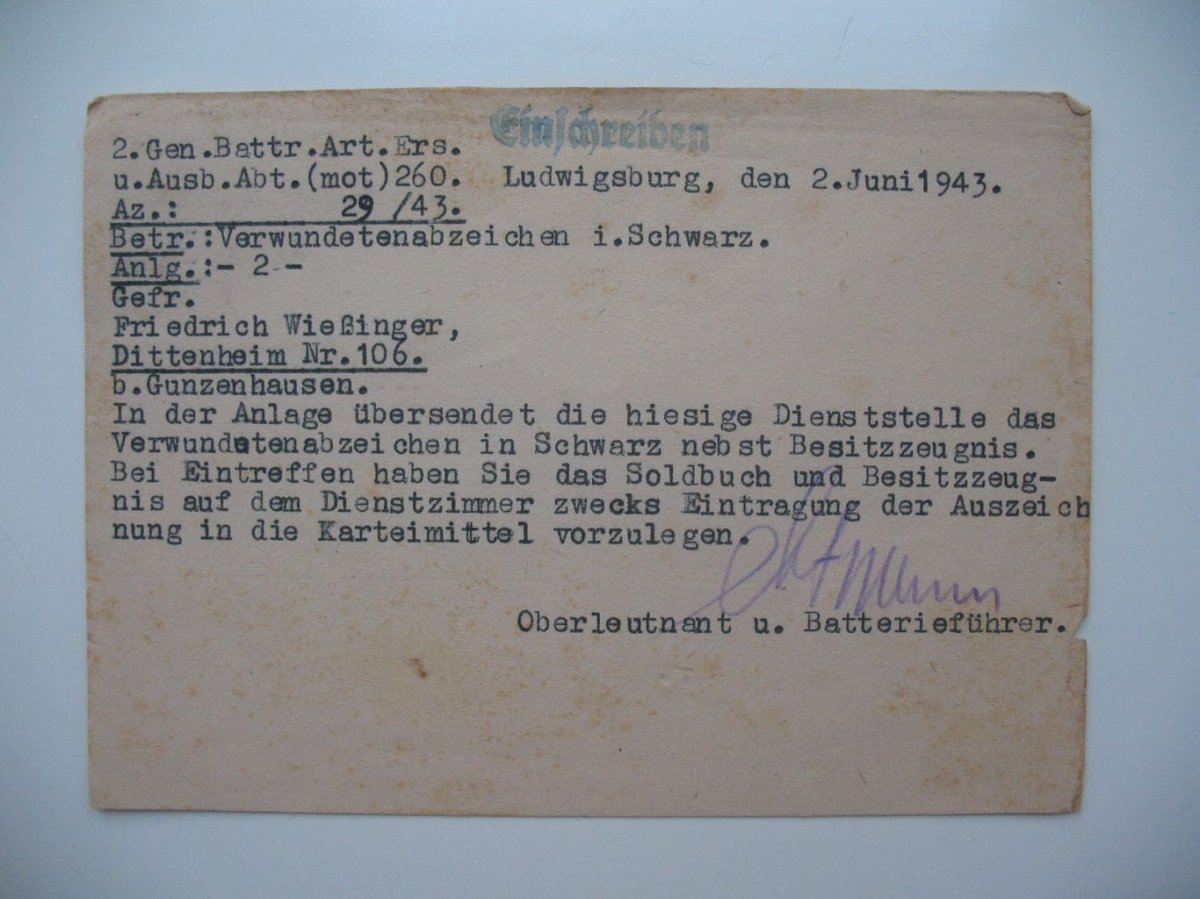 Einschreiben
2.Gen.Battr.Art.Ers.
u.Ausb.Abt.(mot)260. Ludwigsburg, den 2.Juni1943.
Az.: 29 /43.
Betr.:Verwundetenabzeichen i.Schwarz.
Anlg.:- 2 -
Gefr.
Friedrich Wießinger,
Dittenheim Nr.106.
b.Gunzenhausen.
In der Anlage übersendet die hiesige Dienststelle das
Verwundetenabzeichen in Schwarz nebst Besitzzeugnis.
Bei Eintreffen haben Sie das Soldbuch und Besitzzeug-
nis auf dem Dienstzimmer zwecks Eintragung der Auszeich
nung in die Karteimittel vorzulegen.
Oberleutnant u. Batterieführer.